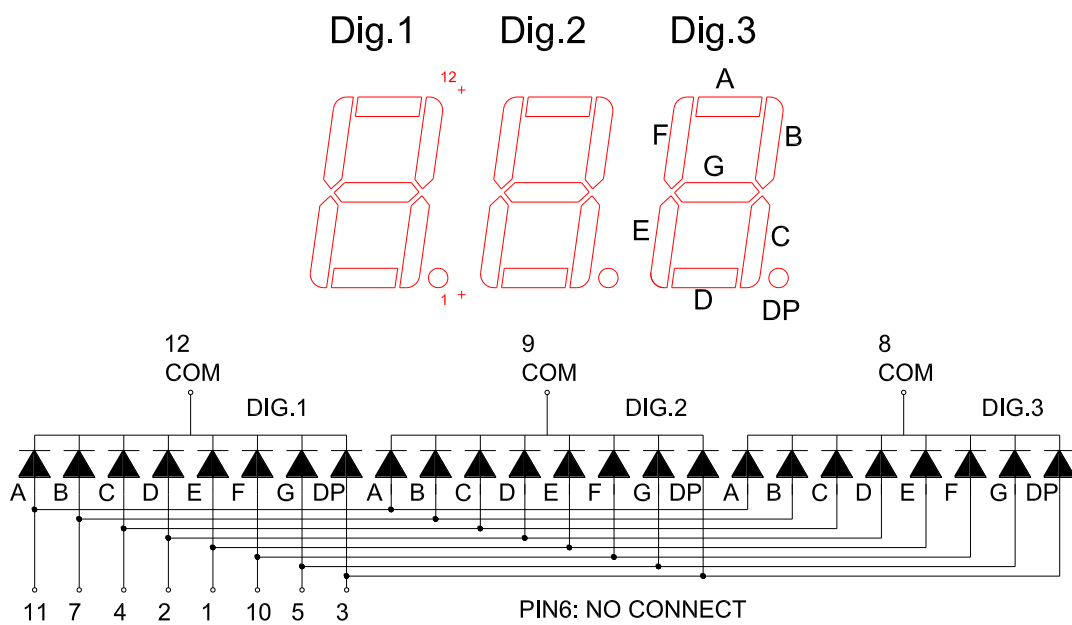 Dig.1 Dig.2 Dig.3
12 A
F B
G
E C
1 D DP
12 9 8
COM COM COM
DIG.1 DIG.2 DIG.3
A B C D E F G DP A B C D E F G DP A B C D E F G DP
11 7 4 2 1 10 5 3 PIN6: NO CONNECT